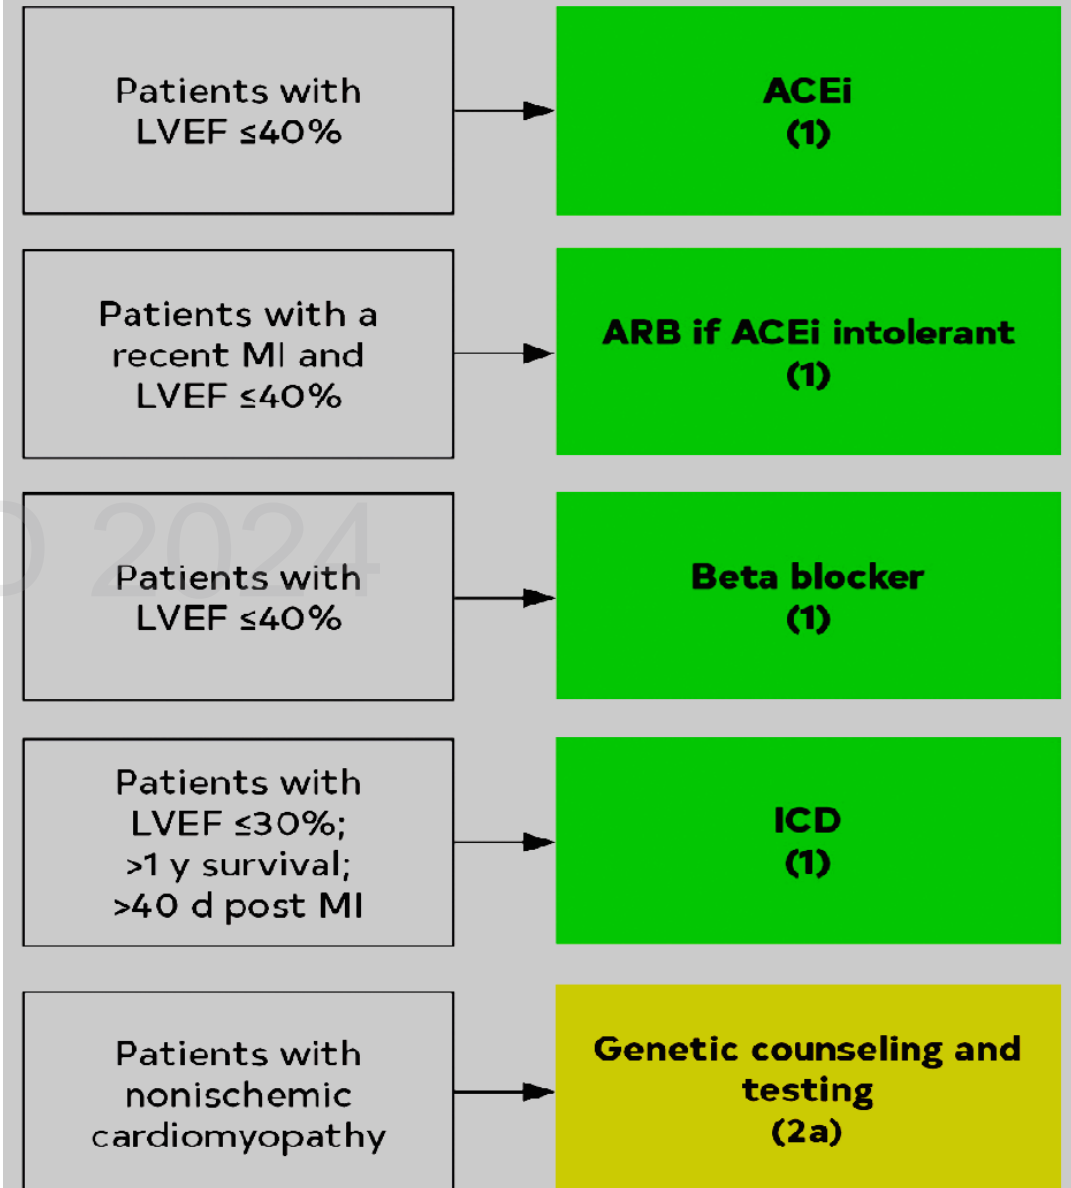 Patients with
LVEF ≤40%
ACEi
(1)
Patients with a
recent MI and
LVEF ≤40%
ARB if ACEi intolerant
(1)
2024
Patients with
LVEF ≤40%
Beta blocker
(1)
Patients with
LVEF ≤30%;
>1 y survival;
>40 d post MI
ICD
(1)
Patients with
nonischemic
cardiomyopathy
Genetic counseling and
testing
(2a)